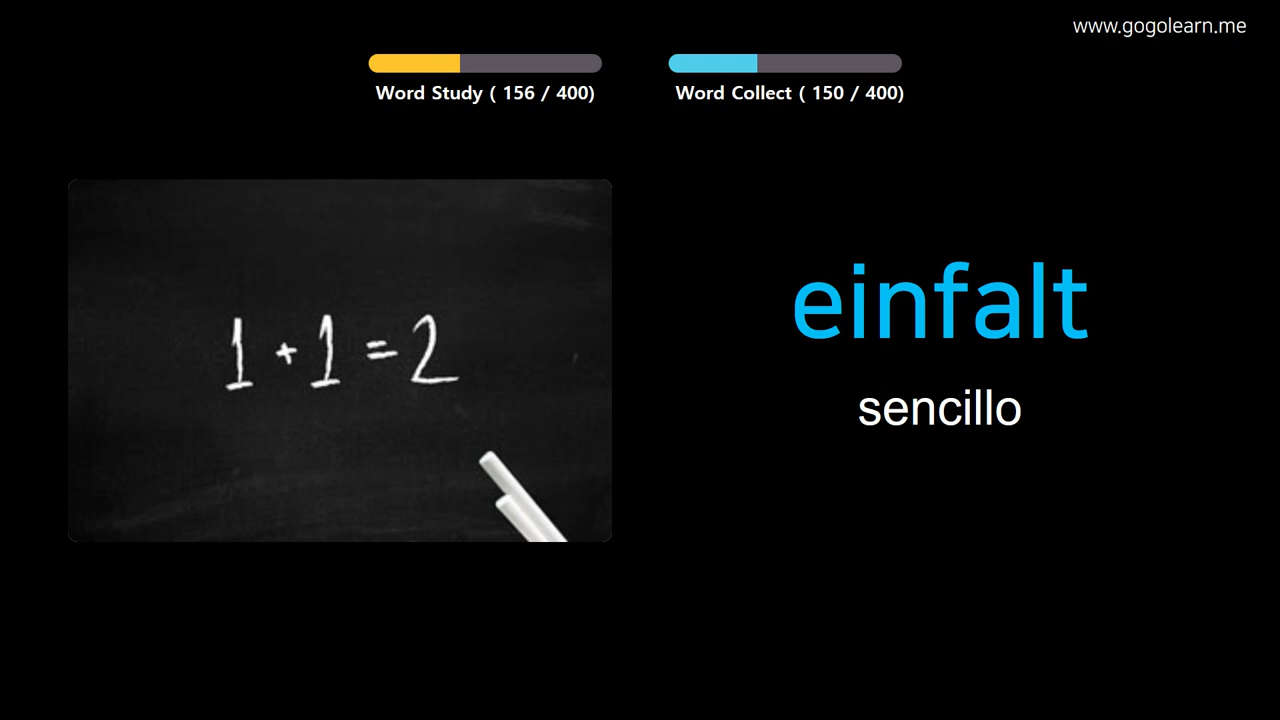 www.gogolearn.me
Word Study ( 156 / 400)
Word Collect ( 150 / 400)
1 + 1 = 2
einfalt
sencillo